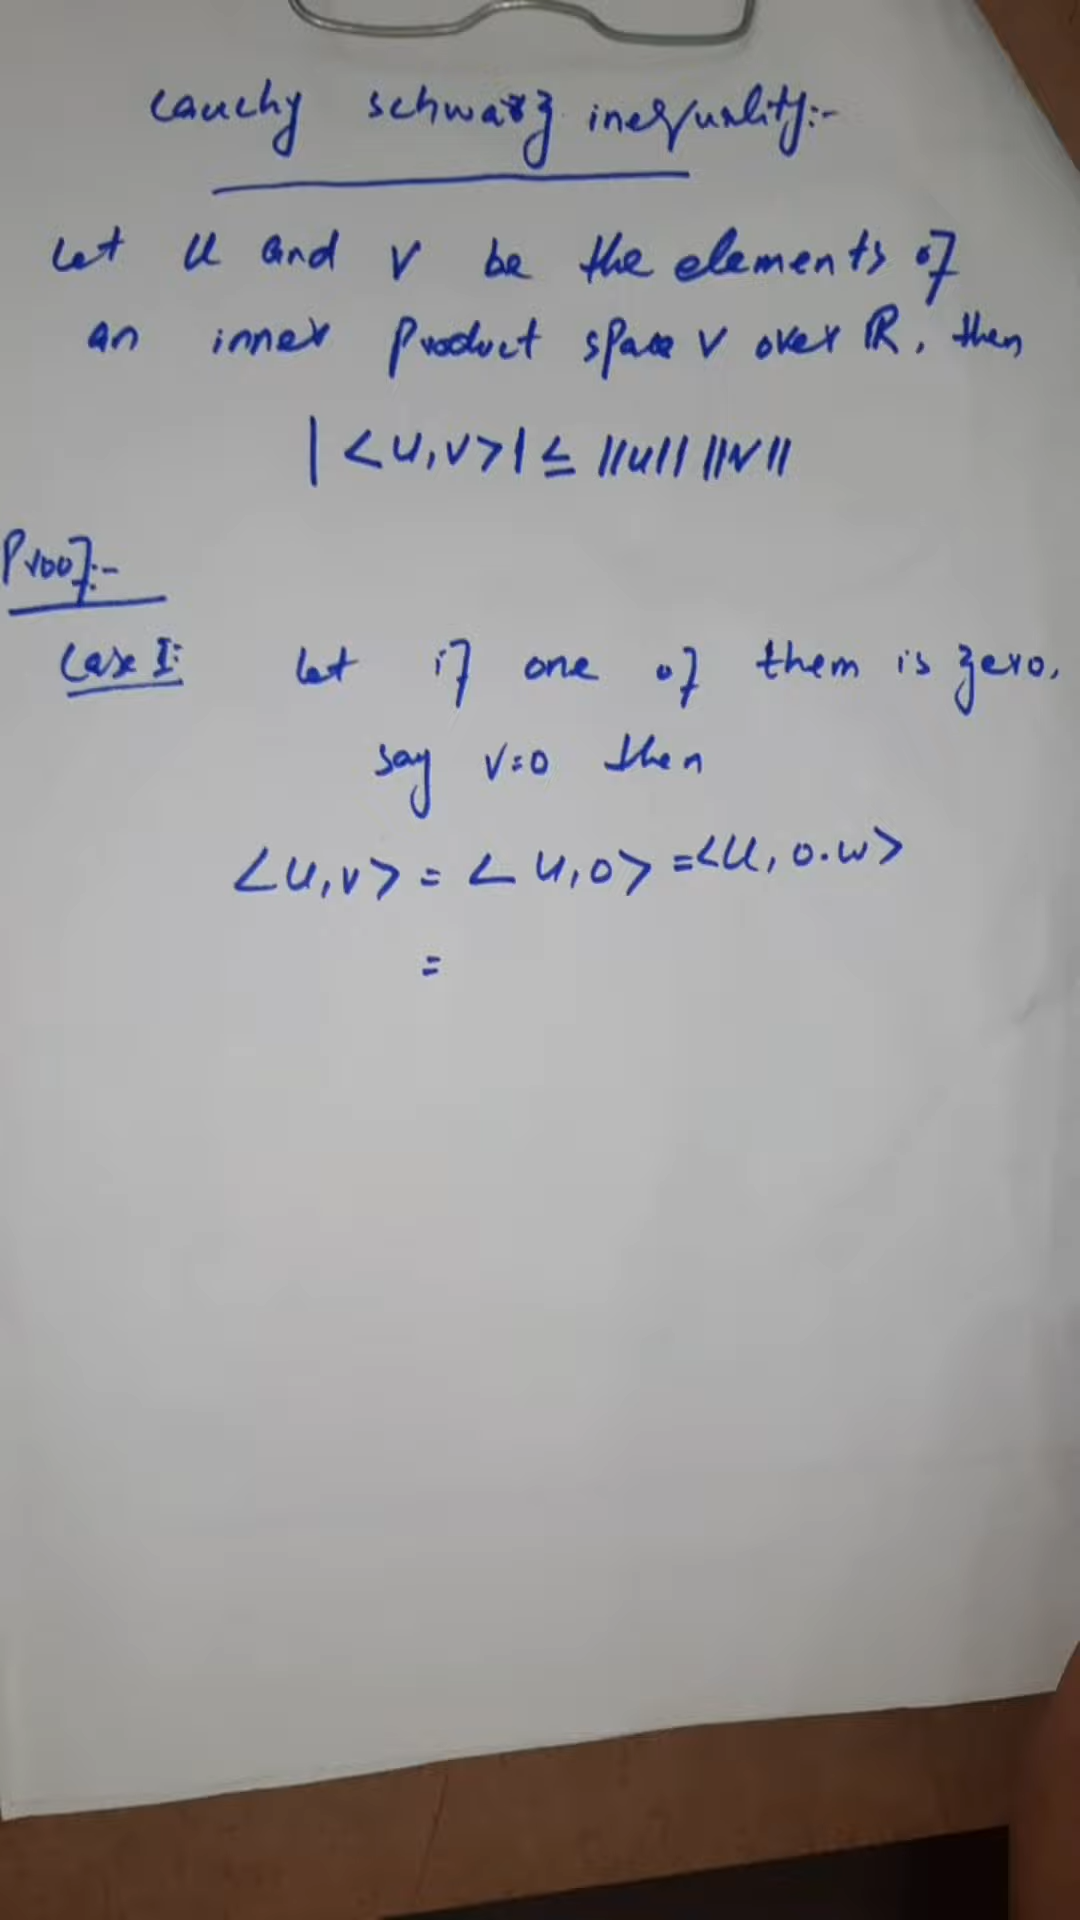 Cauchy schwarz inequality:-
Let u and v be the elements of
an inner product space V over R, then
|<u,v>| ≤ ||u|| ||v||
Proof:-
Case I: Let if one of them is zero,
say v=0 then
<u,v> = <u,0> = <u,0.w>
=